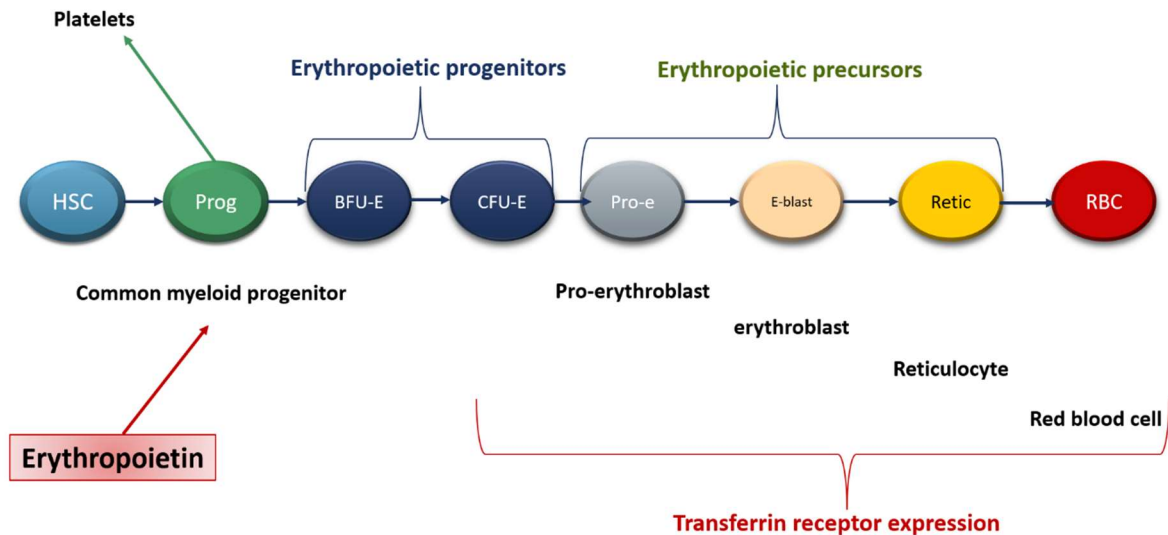 Platelets
Erythropoietic progenitors
Erythropoietic precursors
HSC
Prog
BFU-E
CFU-E
Pro-e
E-blast
Retic
RBC
Common myeloid progenitor
Pro-erythroblast
erythroblast
Reticulocyte
Red blood cell
Erythropoietin
Transferrin receptor expression